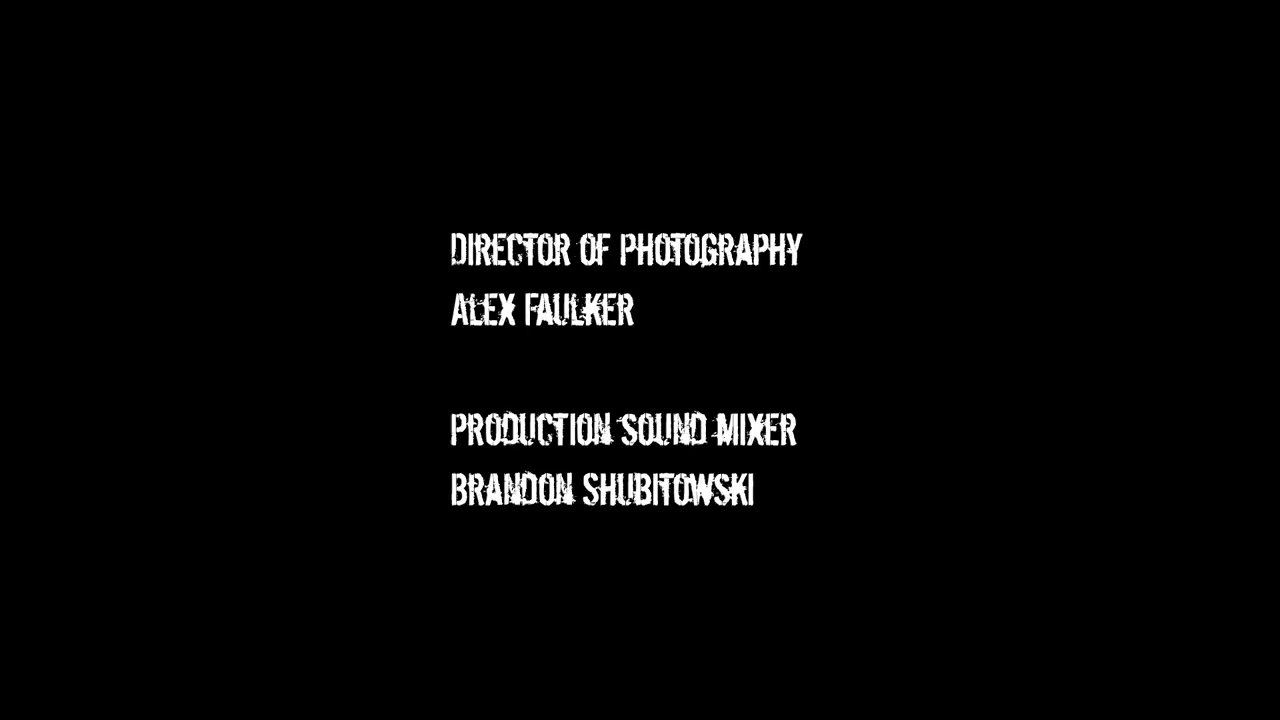 DIRECTOR OF PHOTOGRAPHY
ALEX FAULKER
PRODUCTION SOUND MIXER
BRANDON SHUBITOWSKI